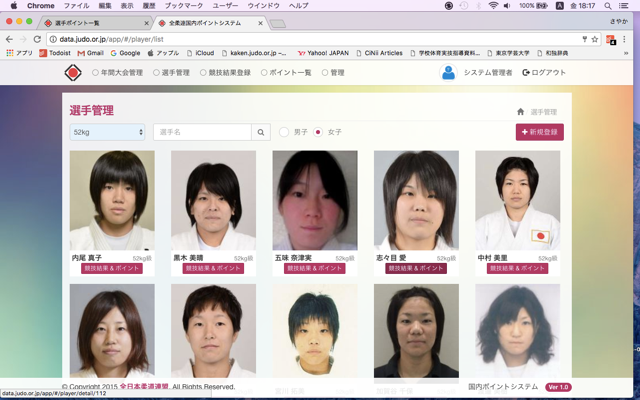 Chrome ファイル 編集 表示 履歴 ブックマーク ユーザー ウインドウ ヘルプ 100% 金 18:17
選手ポイント一覧 全柔連国内ポイントシステム さやか
data.judo.or.jp/app/#/player/list
アプリ Todoist M Gmail G Google アップル iCloud kaken.judo.or.jp – Yahoo! JAPAN CiNii Articles 学校体育実技指導資料... 東京学芸大学 和独辞典
年間大会管理 選手管理 競技結果登録 ポイント一覧 管理 システム管理者 ログアウト
選手管理 選手管理
52kg 選手名 男子 女子 新規登録
内尾 真子 52kg級 黒木 美晴 52kg級 五味 奈津実 52kg級 志々目 愛 52kg級 中村 美里 52kg級
競技結果 & ポイント 競技結果 & ポイント 競技結果 & ポイント 競技結果 & ポイント 競技結果 & ポイント
© Copyright 2015 全日本柔道連盟. All Rights Reserved. 国内ポイントシステム Ver 1.0
data.judo.or.jp/app/#/player/detail/112